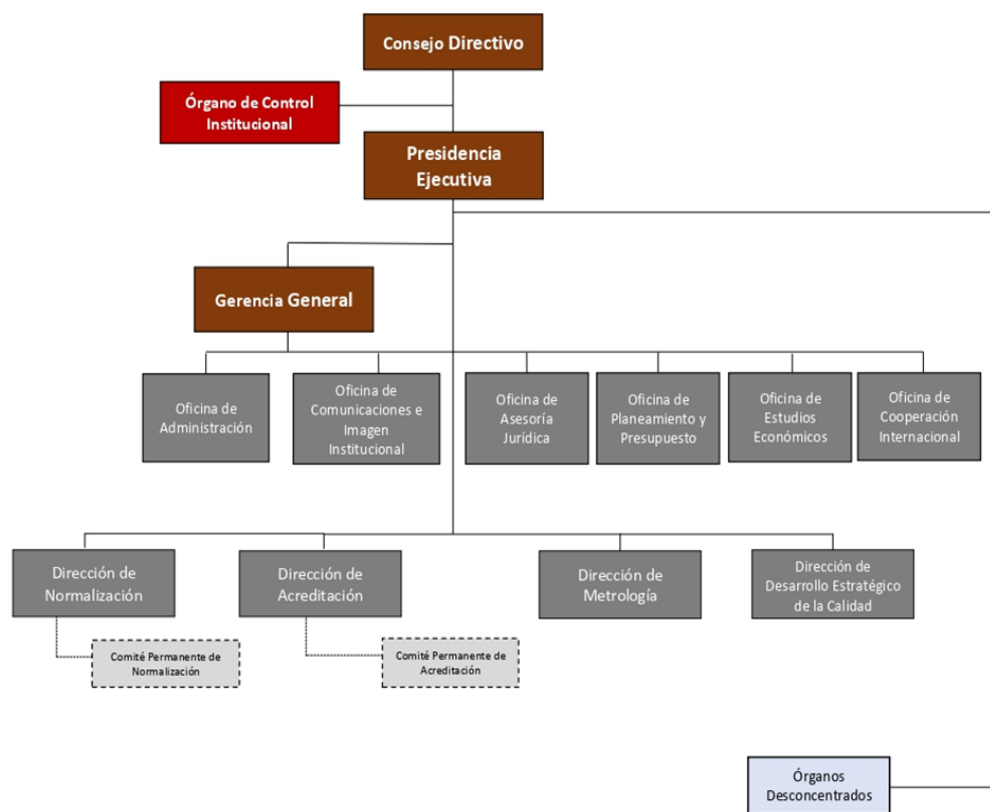 Consejo Directivo
Órgano de Control
Institucional
Presidencia
Ejecutiva
Gerencia General
Oficina de
Administración
Oficina de
Comunicaciones e
Imagen
Institucional
Oficina de
Asesoría
Jurídica
Oficina de
Planeamiento y
Presupuesto
Oficina de
Estudios
Económicos
Oficina de
Cooperación
Internacional
Dirección de
Normalización
Dirección de
Acreditación
Dirección de
Metrología
Dirección de
Desarrollo Estratégico
de la Calidad
Comité Permanente de
Normalización
Comité Permanente de
Acreditación
Órganos
Desconcentrados